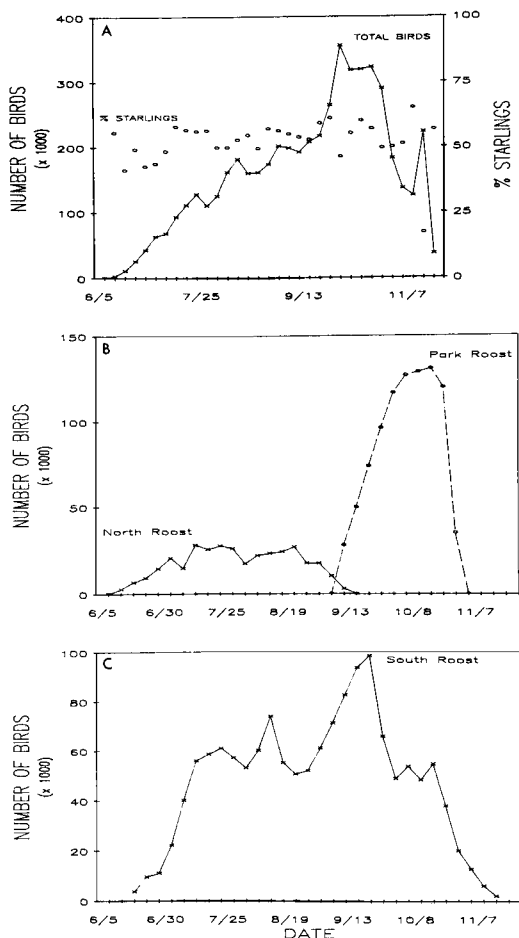 A
TOTAL BIRDS
% STARLINGS
NUMBER OF BIRDS
(x 1000)
% STARLINGS
400
300
200
100
0
100
75
50
25
0
6/5
7/25
9/13
11/7
B
Park Roost
North Roost
NUMBER OF BIRDS
(x 1000)
150
100
50
0
6/5
6/30
7/25
8/19
9/13
10/8
11/7
C
South Roost
NUMBER OF BIRDS
(x 1000)
100
80
60
40
20
0
6/5
6/30
7/25
8/19
9/13
10/8
11/7
DATE